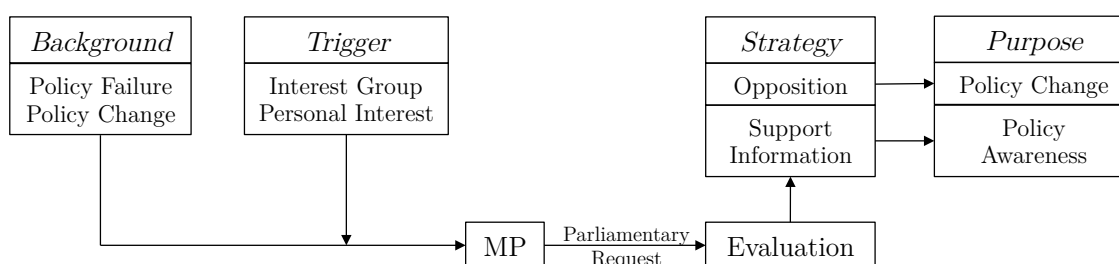 Background
Policy Failure
Policy Change
Trigger
Interest Group
Personal Interest
Strategy
Opposition
Support
Information
Purpose
Policy Change
Policy
Awareness
MP
Parliamentary
Request
Evaluation